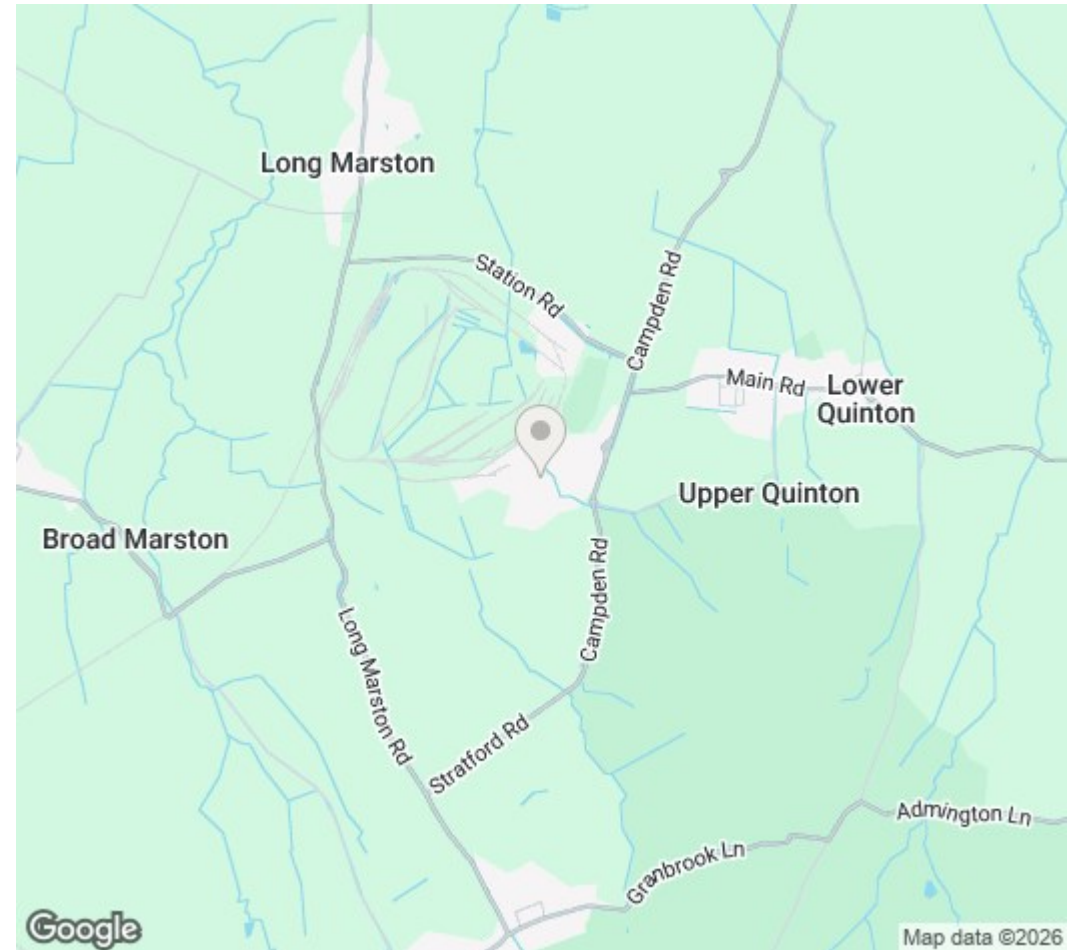 Long Marston
Station Rd
Campden Rd
Main Rd
Lower
Quinton
Upper Quinton
Broad Marston
Campden Rd
Long Marston Rd
Stratford Rd
Admington Ln
Granbrook Ln
Google
Map data ©2026